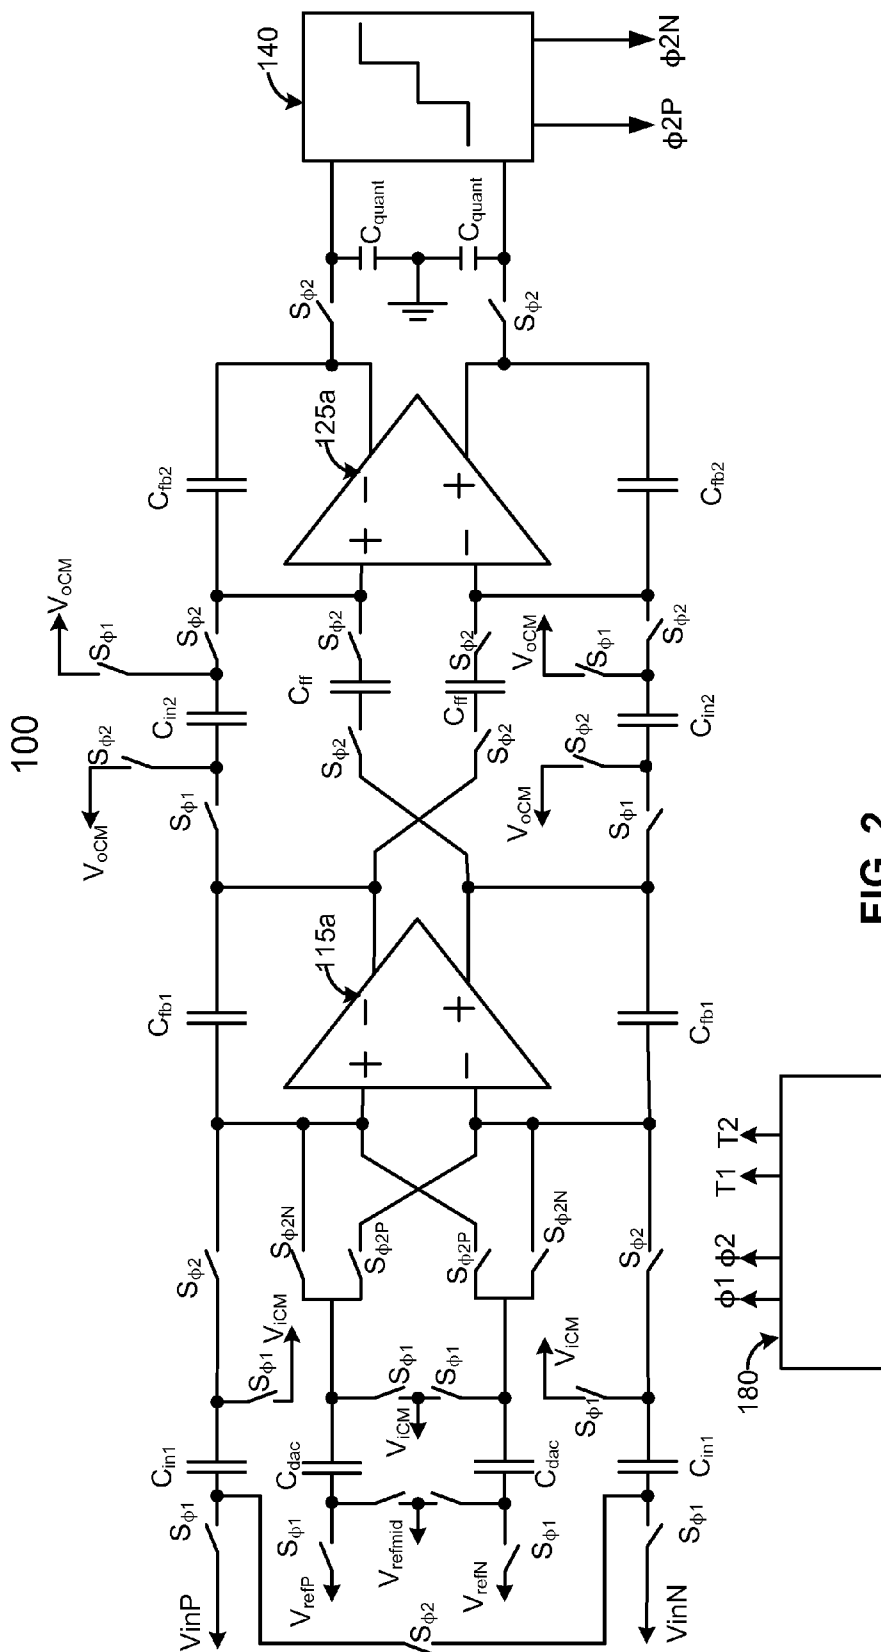 100
140
ϕ2N
ϕ2P
C_quant
C_quant
S_ϕ2
S_ϕ2
C_fb2
125a
− +
+ −
C_fb2
V_oCM
S_ϕ1
S_ϕ2
S_ϕ2
S_ϕ2
V_oCM
S_ϕ1
S_ϕ2
C_in2
C_ff
C_ff
C_in2
S_ϕ2
V_oCM
S_ϕ1
S_ϕ2
S_ϕ2
S_ϕ2
V_oCM
S_ϕ1
C_fb1
115a
− +
+ −
C_fb1
S_ϕ2
S_ϕ2N
S_ϕ2P
S_ϕ2P
S_ϕ2N
S_ϕ2
S_ϕ1
V_iCM
S_ϕ1
V_iCM
S_ϕ1
V_iCM
S_ϕ1
C_in1
C_dac
C_dac
C_in1
S_ϕ1
S_ϕ1
S_ϕ1
S_ϕ1
VinP
V_refP
V_refmid
V_refN
VinN
S_ϕ2
180
ϕ1
ϕ2
T1
T2
FIG. 2